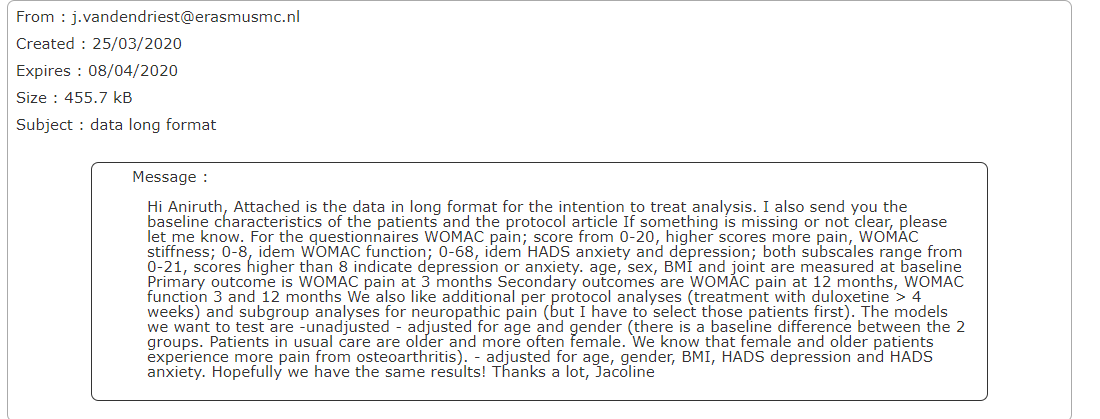 From : j.vandendriest@erasmusmc.nl
Created : 25/03/2020
Expires : 08/04/2020
Size : 455.7 kB
Subject : data long format
Message :
Hi Aniruth, Attached is the data in long format for the intention to treat analysis. I also send you the
baseline characteristics of the patients and the protocol article If something is missing or not clear, please
let me know. For the questionnaires WOMAC pain; score from 0-20, higher scores more pain, WOMAC
stiffness; 0-8, idem WOMAC function; 0-68, idem HADS anxiety and depression; both subscales range from
0-21, scores higher than 8 indicate depression or anxiety. age, sex, BMI and joint are measured at baseline
Primary outcome is WOMAC pain at 3 months Secondary outcomes are WOMAC pain at 12 months, WOMAC
function 3 and 12 months We also like additional per protocol analyses (treatment with duloxetine > 4
weeks) and subgroup analyses for neuropathic pain (but I have to select those patients first). The models
we want to test are -unadjusted - adjusted for age and gender (there is a baseline difference between the 2
groups. Patients in usual care are older and more often female. We know that female and older patients
experience more pain from osteoarthritis). - adjusted for age, gender, BMI, HADS depression and HADS
anxiety. Hopefully we have the same results! Thanks a lot, Jacoline